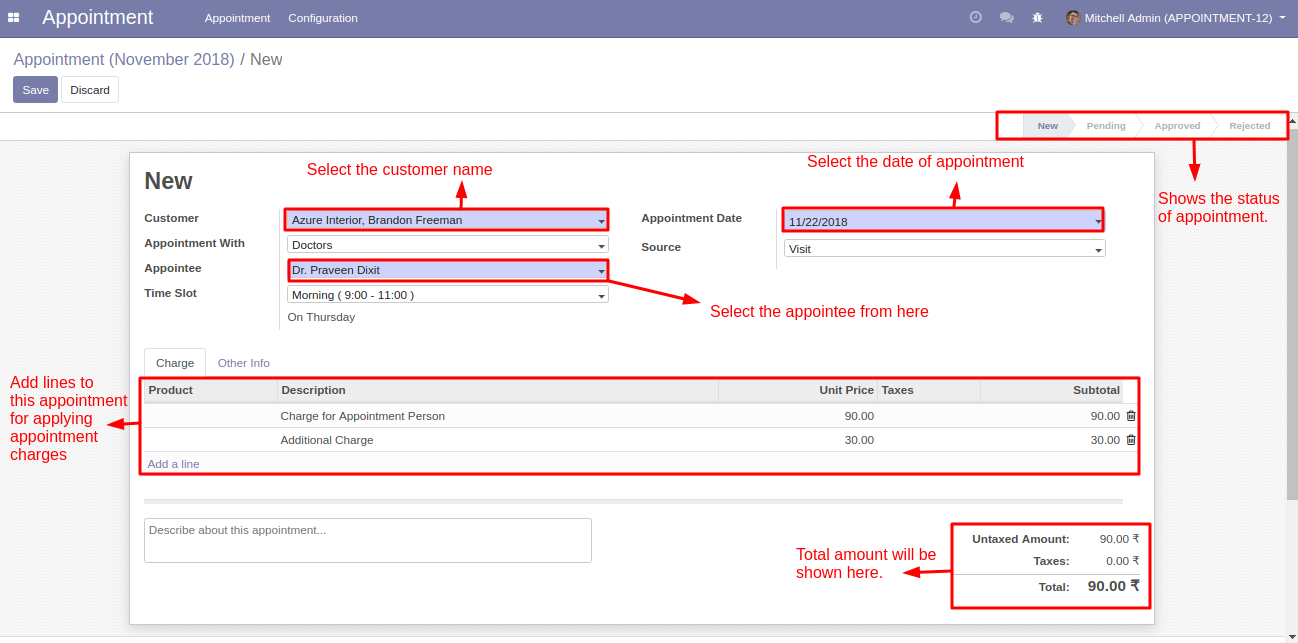 Appointment Appointment Configuration Mitchell Admin (APPOINTMENT-12)
Appointment (November 2018) / New
Save Discard
New Pending Approved Rejected
Shows the status
of appointment.
Select the customer name
Select the date of appointment
New
Customer Azure Interior, Brandon Freeman
Appointment With Doctors
Appointee Dr. Praveen Dixit
Time Slot Morning ( 9:00 - 11:00 )
On Thursday
Appointment Date 11/22/2018
Source Visit
Select the appointee from here
Charge Other Info
Add lines to
this appointment
for applying
appointment
charges
Product Description Unit Price Taxes Subtotal
Charge for Appointment Person 90.00 90.00
Additional Charge 30.00 30.00
Add a line
Describe about this appointment...
Total amount will be
shown here.
Untaxed Amount: 90.00 ₹
Taxes: 0.00 ₹
Total: 90.00 ₹